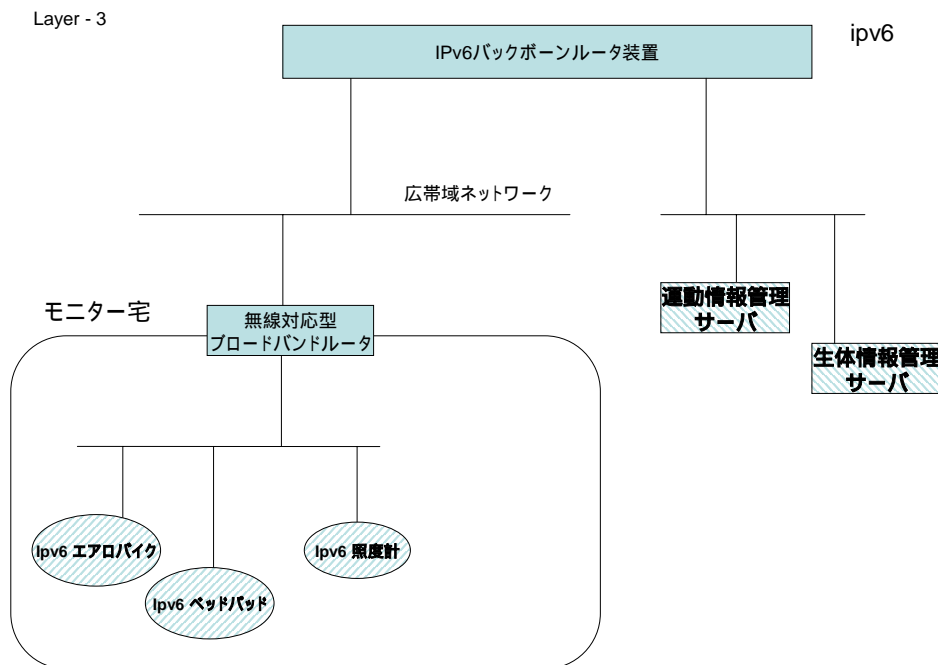 Layer - 3
ipv6
IPv6バックボーンルータ装置
広帯域ネットワーク
モニター宅
無線対応型
ブロードバンドルータ
運動情報管理
サーバ
生体情報管理
サーバ
Ipv6 エアロバイク
Ipv6 照度計
Ipv6 ベッドパッド